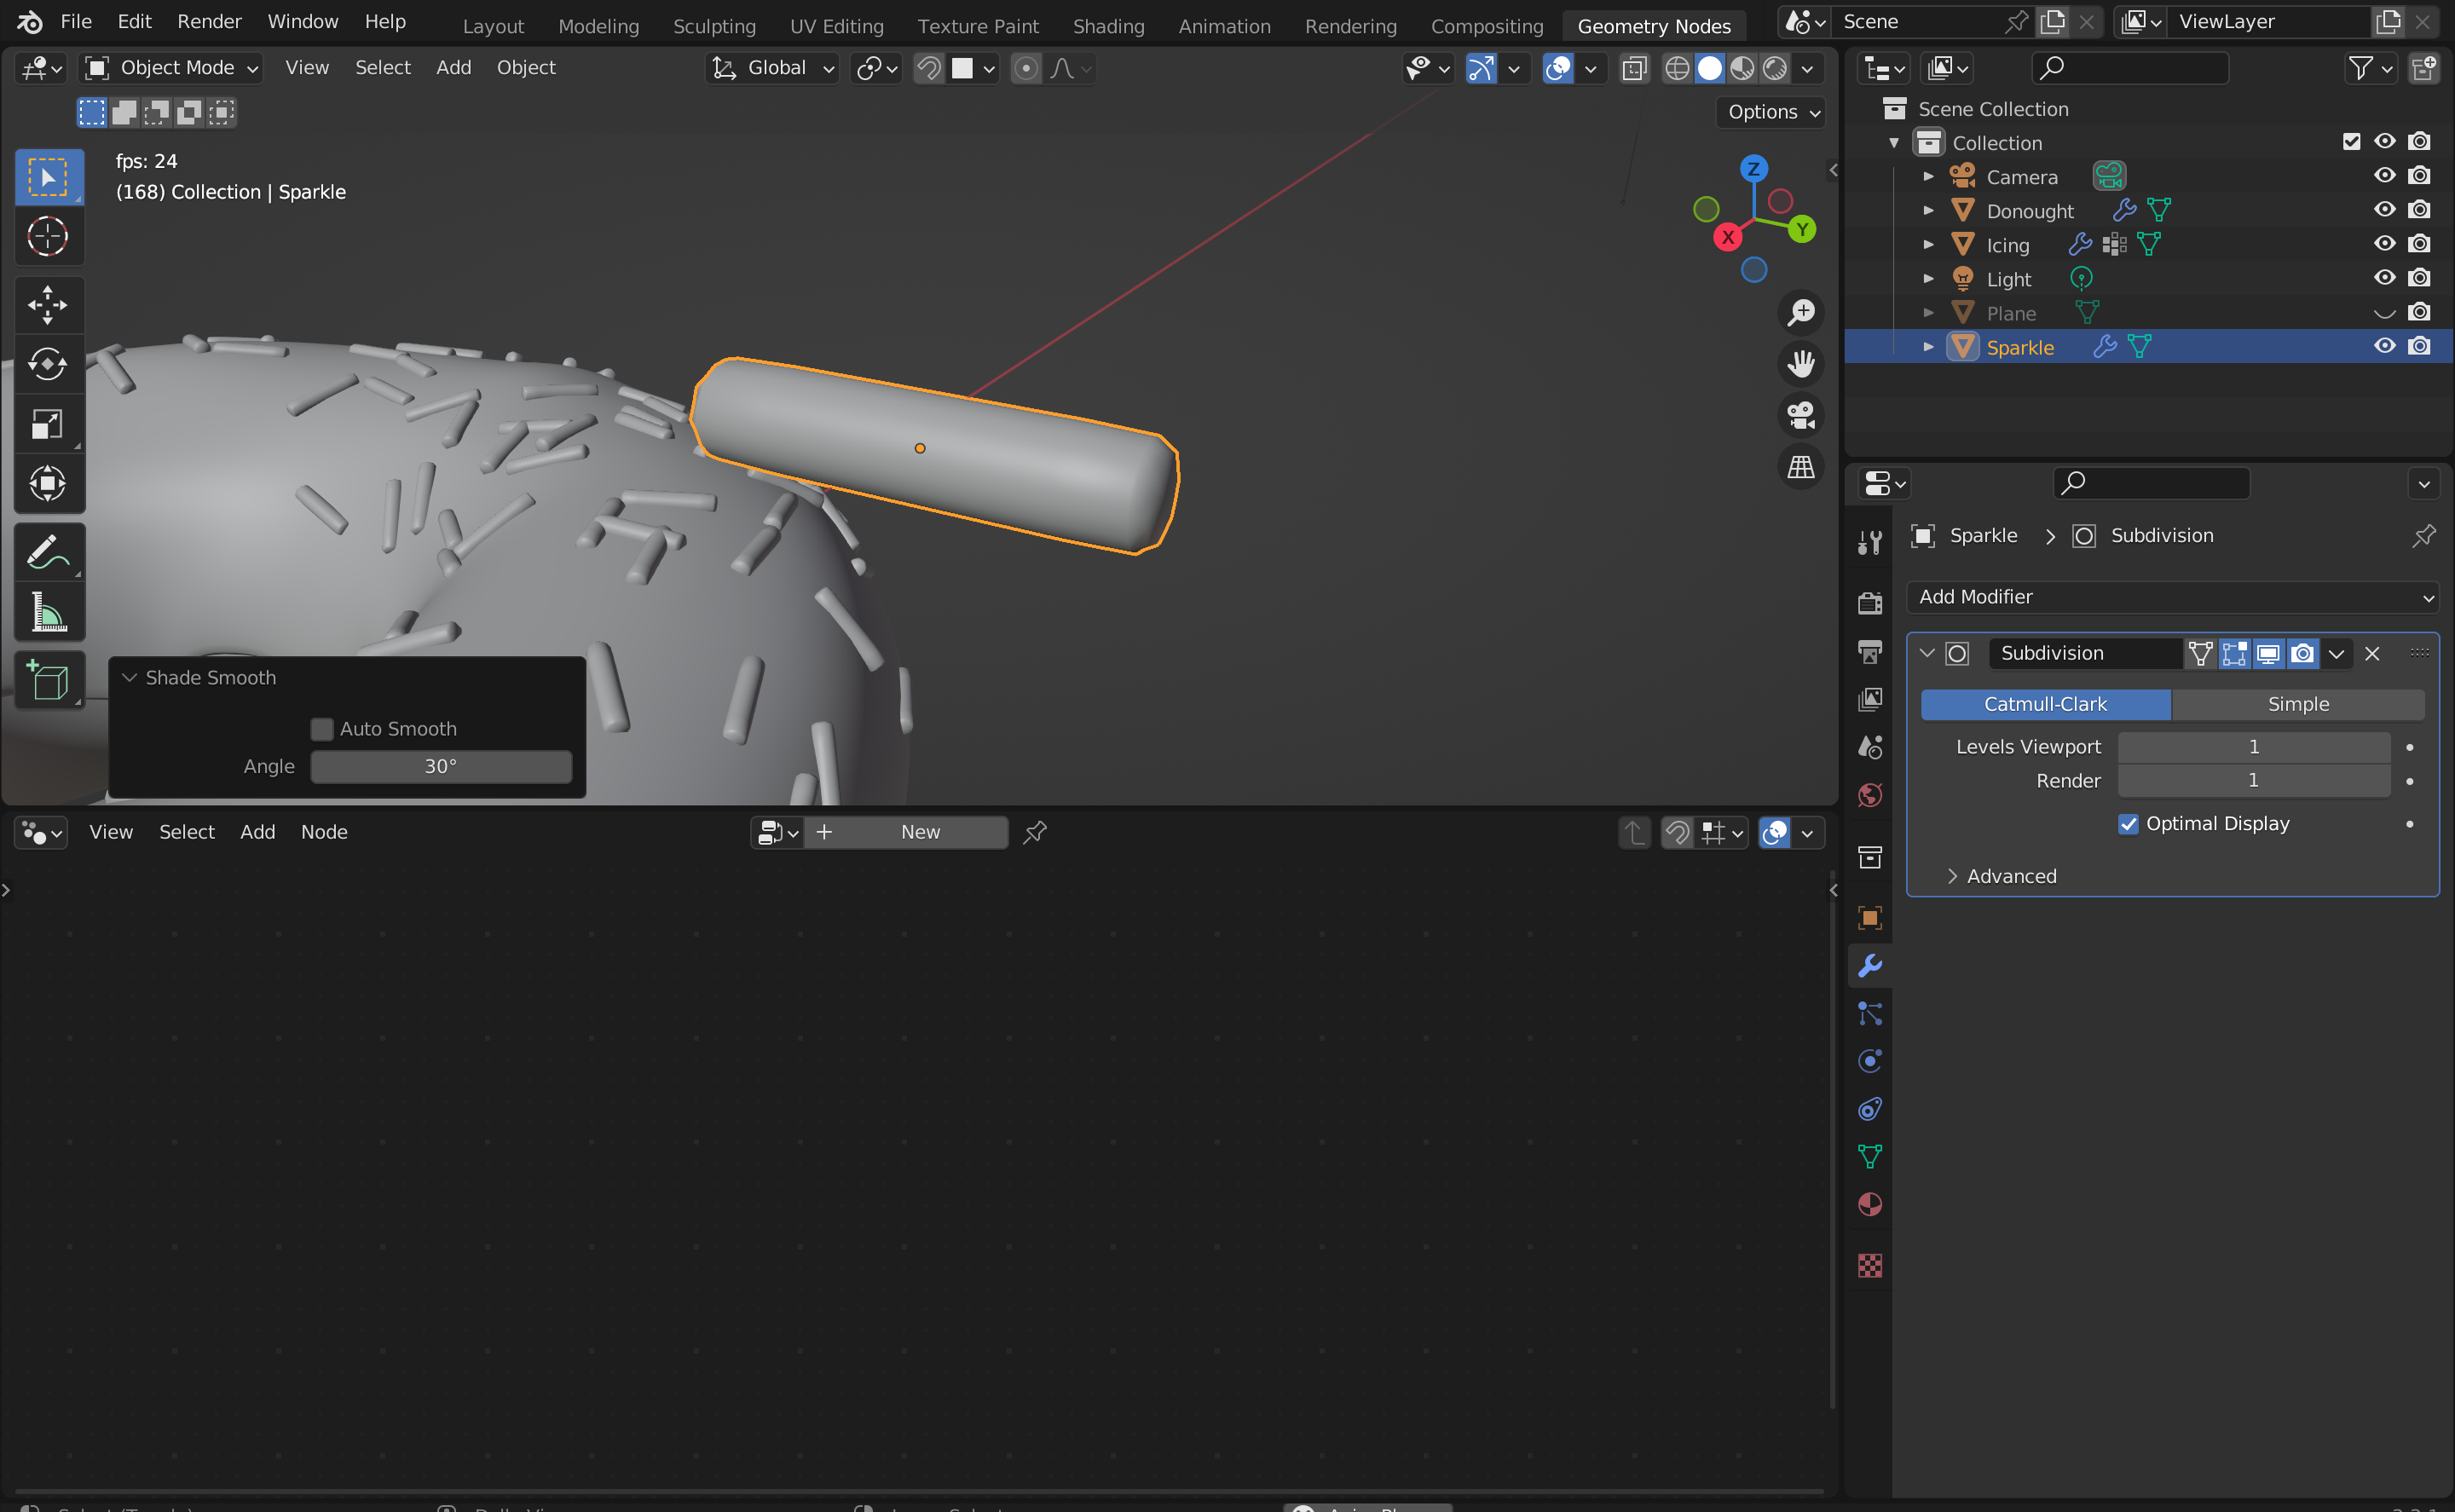 File Edit Render Window Help Layout Modeling Sculpting UV Editing Texture Paint Shading Animation Rendering Compositing Geometry Nodes Scene ViewLayer
Object Mode View Select Add Object Global
Options
fps: 24
(168) Collection | Sparkle
Z
Y
X
Shade Smooth
Auto Smooth
Angle 30°
View Select Add Node + New
Scene Collection
Collection
Camera
Donought
Icing
Light
Plane
Sparkle
Sparkle > Subdivision
Add Modifier
Subdivision
Catmull-Clark Simple
Levels Viewport 1
Render 1
Optimal Display
Advanced